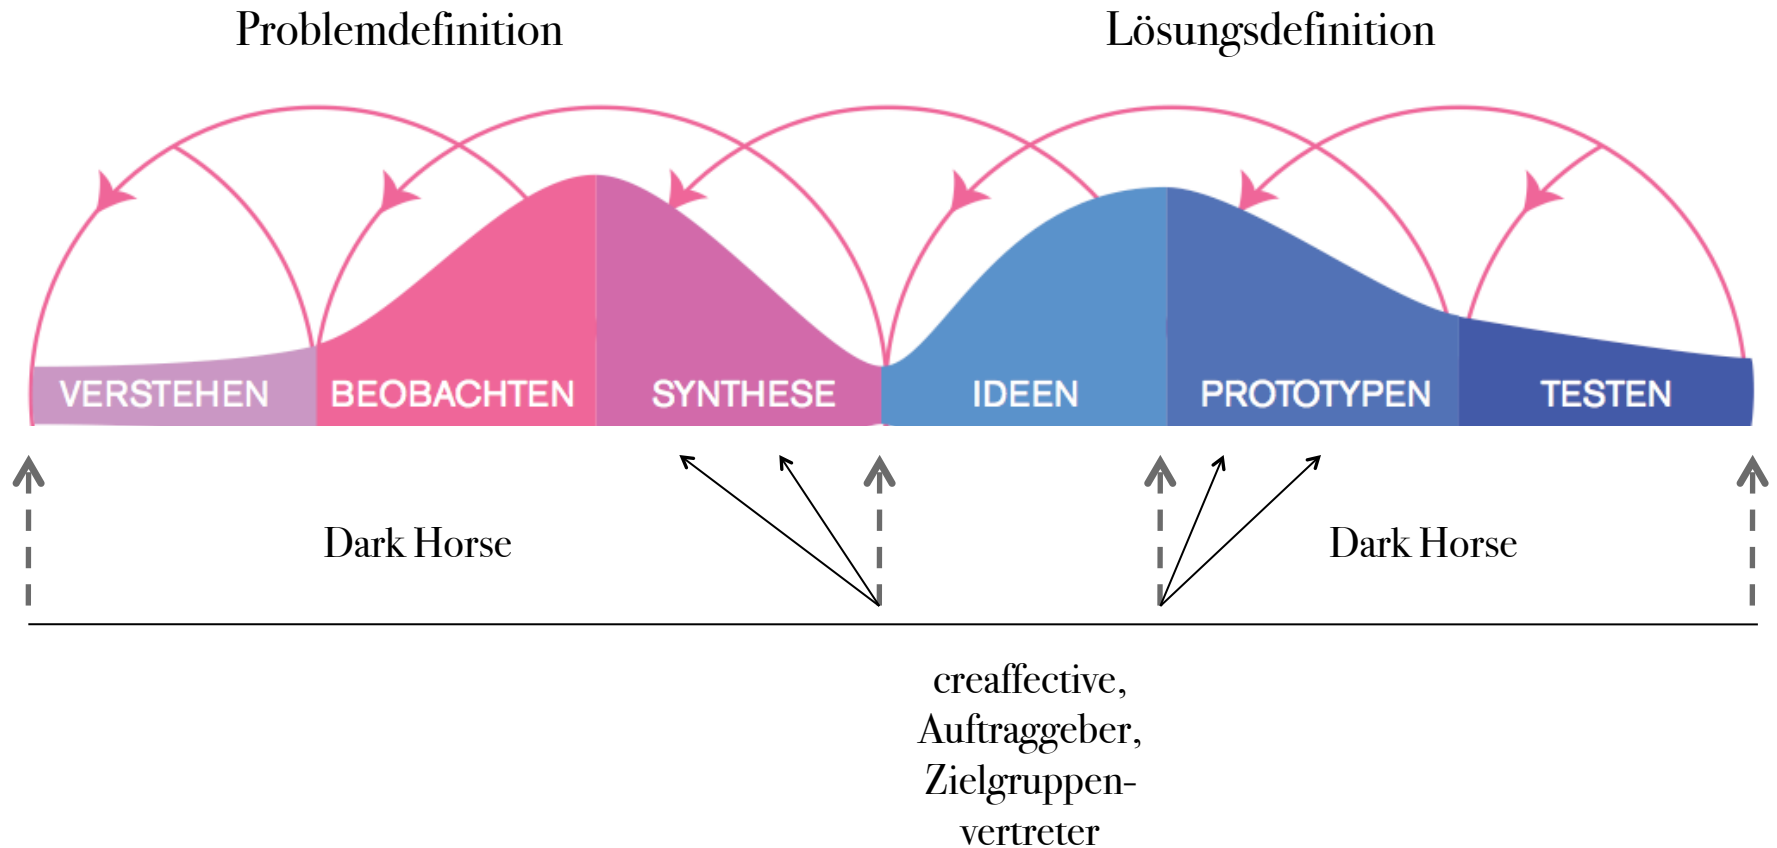 Problemdefinition
Lösungsdefinition
VERSTEHEN
BEOBACHTEN
SYNTHESE
IDEEN
PROTOTYPEN
TESTEN
Dark Horse
Dark Horse
creaffective,
Auftraggeber,
Zielgruppen-
vertreter